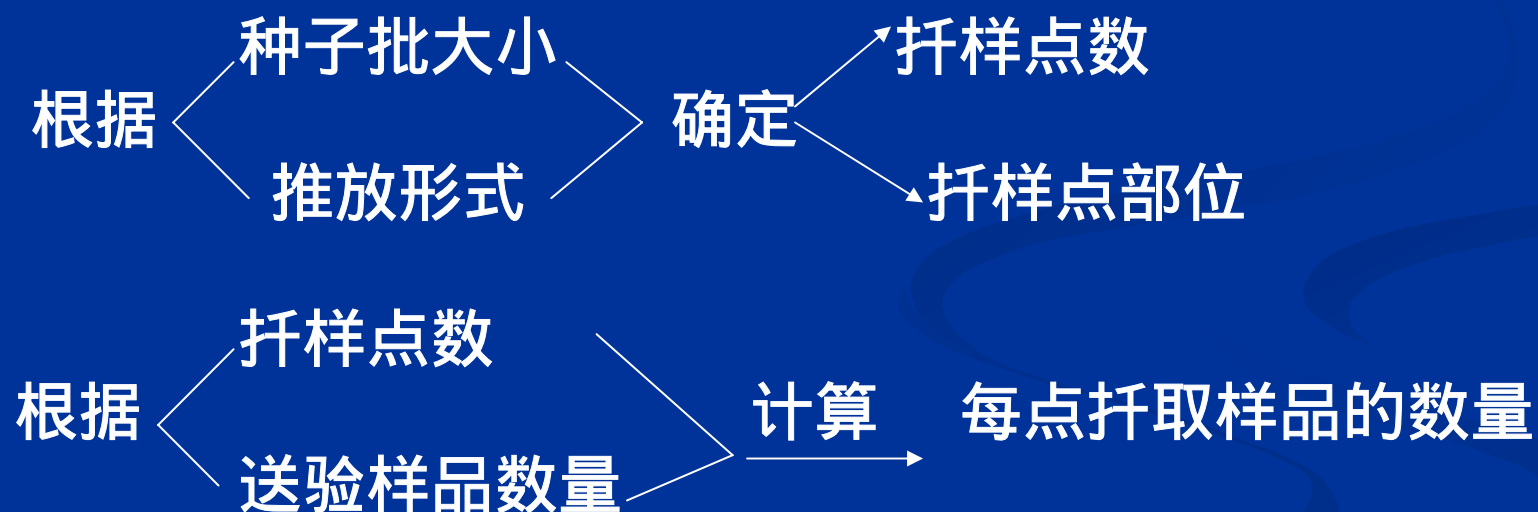 种子批大小
扦样点数
根据
确定
推放形式
扦样点部位
扦样点数
根据
计算
每点扦取样品的数量
送验样品数量